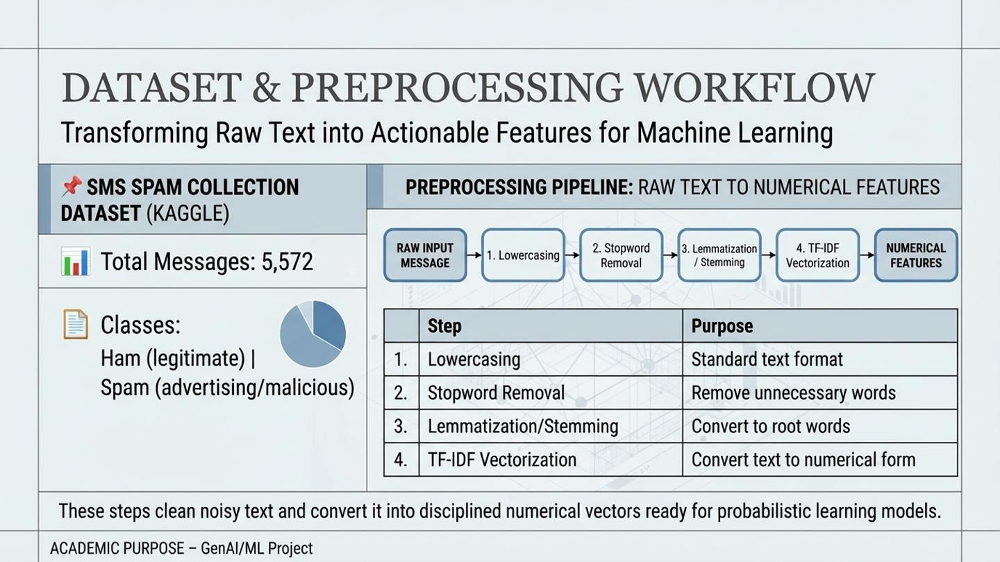 DATASET & PREPROCESSING WORKFLOW
Transforming Raw Text into Actionable Features for Machine Learning
SMS SPAM COLLECTION
DATASET (KAGGLE)
Total Messages: 5,572
Classes:
Ham (legitimate) |
Spam (advertising/malicious)
PREPROCESSING PIPELINE: RAW TEXT TO NUMERICAL FEATURES
RAW INPUT
MESSAGE
1. Lowercasing
2. Stopword
Removal
3. Lemmatization
/ Stemming
4. TF-IDF
Vectorization
NUMERICAL
FEATURES
Step Purpose
1. Lowercasing Standard text format
2. Stopword Removal Remove unnecessary words
3. Lemmatization/Stemming Convert to root words
4. TF-IDF Vectorization Convert text to numerical form
These steps clean noisy text and convert it into disciplined numerical vectors ready for probabilistic learning models.
ACADEMIC PURPOSE – GenAI/ML Project